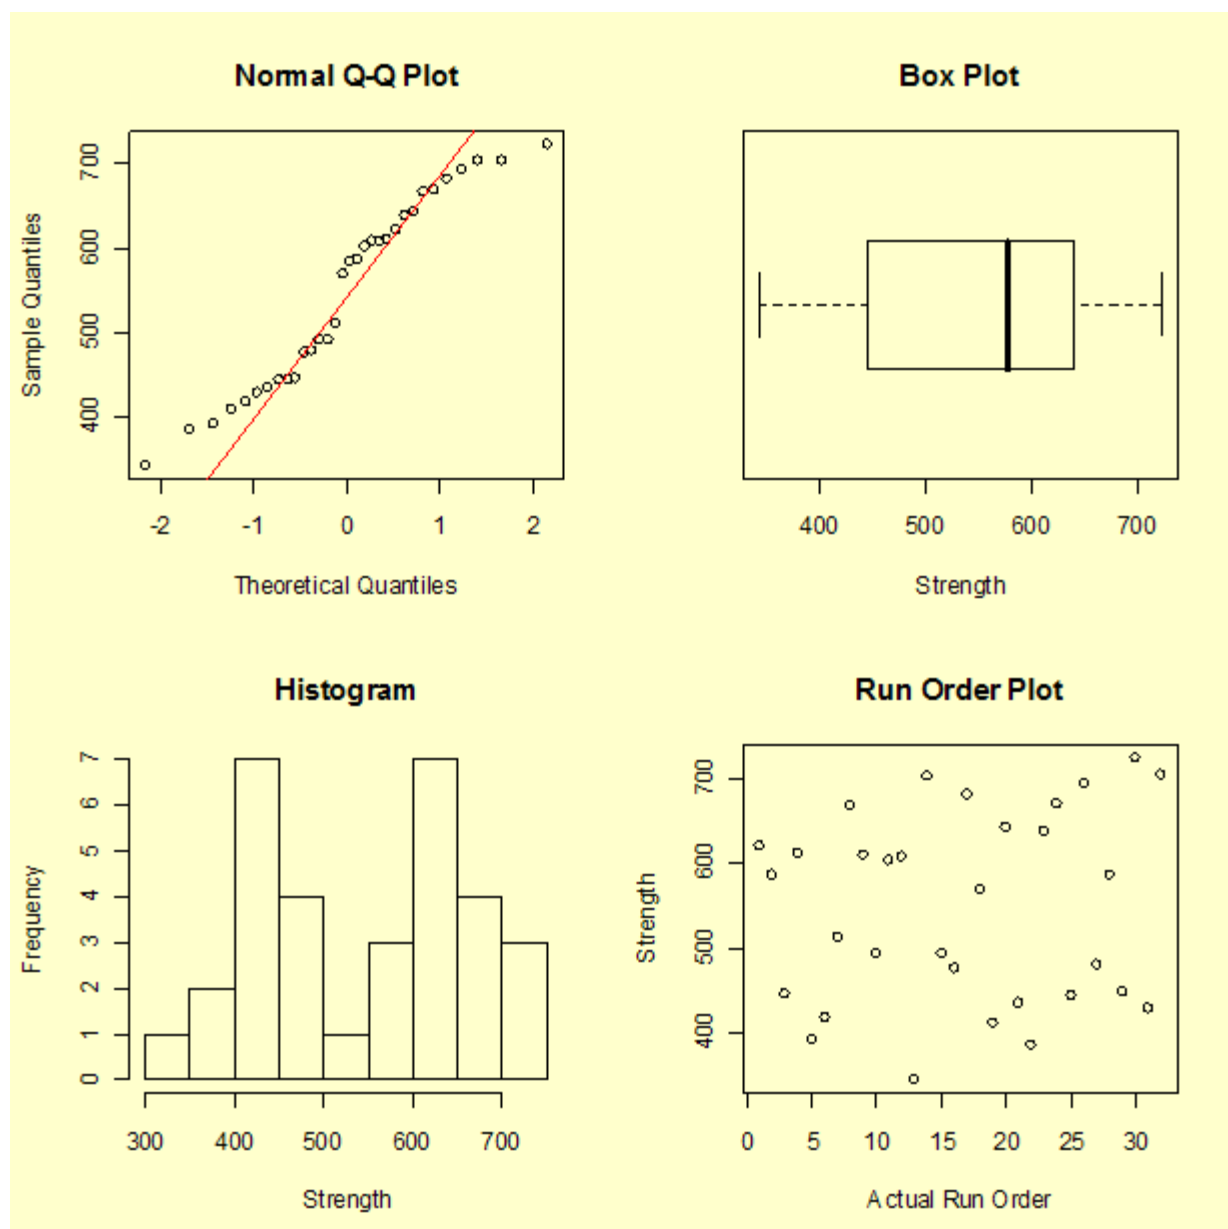 Normal Q-Q Plot
Sample Quantiles
400 500 600 700
-2 -1 0 1 2
Theoretical Quantiles
Box Plot
400 500 600 700
Strength
Histogram
Frequency
0 1 2 3 4 5 6 7
300 400 500 600 700
Strength
Run Order Plot
Strength
400 500 600 700
0 5 10 15 20 25 30
Actual Run Order